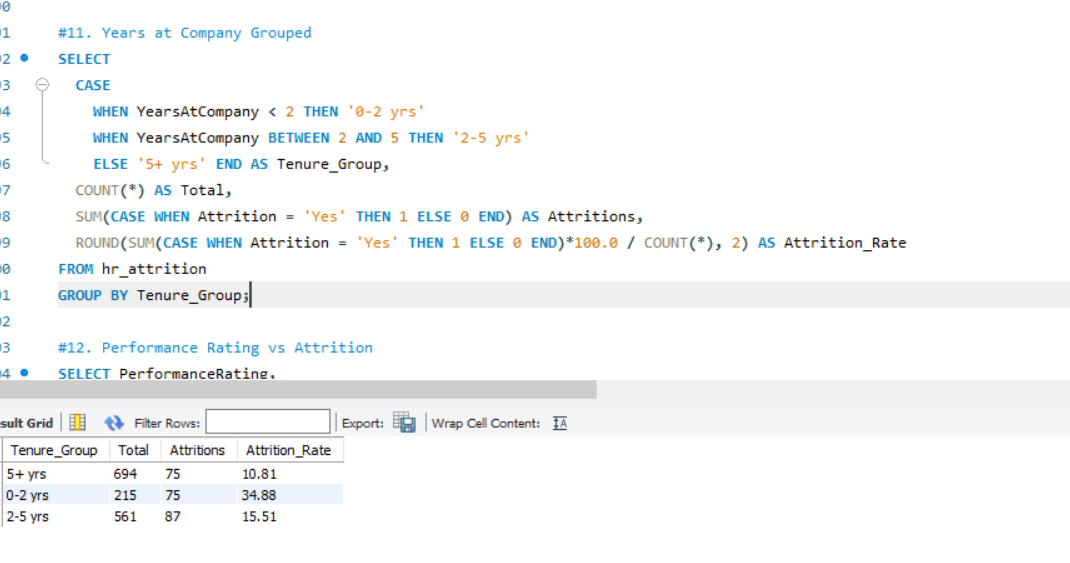 0
1 #11. Years at Company Grouped
2 SELECT
3 CASE
4 WHEN YearsAtCompany < 2 THEN '0-2 yrs'
5 WHEN YearsAtCompany BETWEEN 2 AND 5 THEN '2-5 yrs'
6 ELSE '5+ yrs' END AS Tenure_Group,
7 COUNT(*) AS Total,
8 SUM(CASE WHEN Attrition = 'Yes' THEN 1 ELSE 0 END) AS Attritions,
9 ROUND(SUM(CASE WHEN Attrition = 'Yes' THEN 1 ELSE 0 END)*100.0 / COUNT(*), 2) AS Attrition_Rate
0 FROM hr_attrition
1 GROUP BY Tenure_Group;
2
3 #12. Performance Rating vs Attrition
4 SELECT PerformanceRating,
sult Grid Filter Rows: Export: Wrap Cell Content: IA
Tenure_Group Total Attritions Attrition_Rate
5+ yrs 694 75 10.81
0-2 yrs 215 75 34.88
2-5 yrs 561 87 15.51